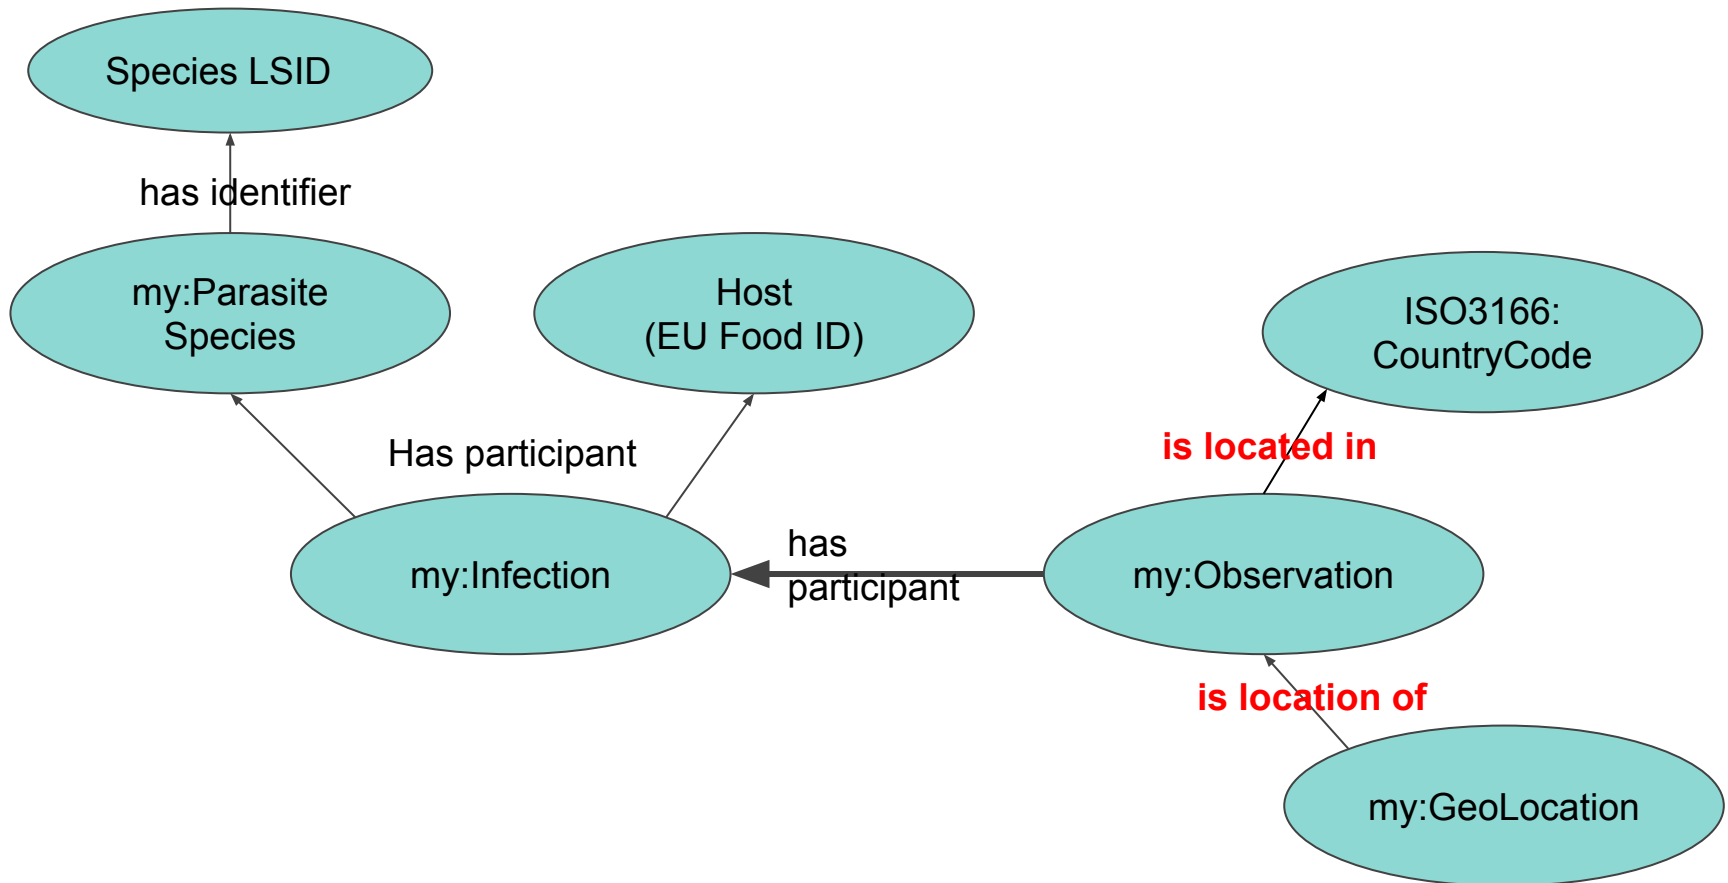 Species LSID
has identifier
my:Parasite
Species
Host
(EU Food ID)
ISO3166:
CountryCode
Has participant
is located in
my:Infection
has
participant
my:Observation
is location of
my:GeoLocation